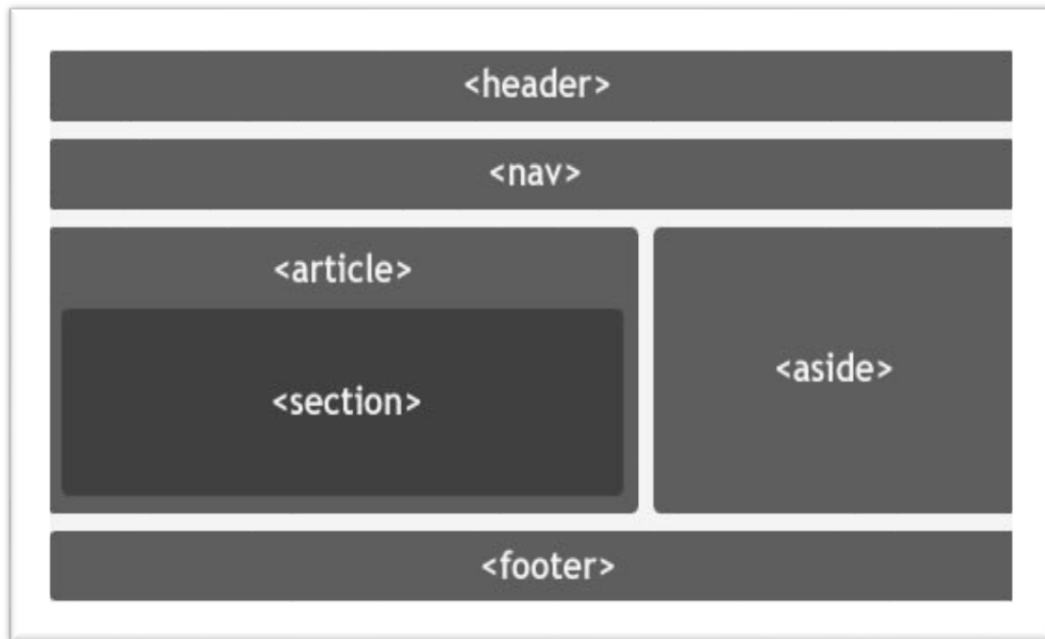 <header>
<nav>
<article>
<section>
<aside>
<footer>